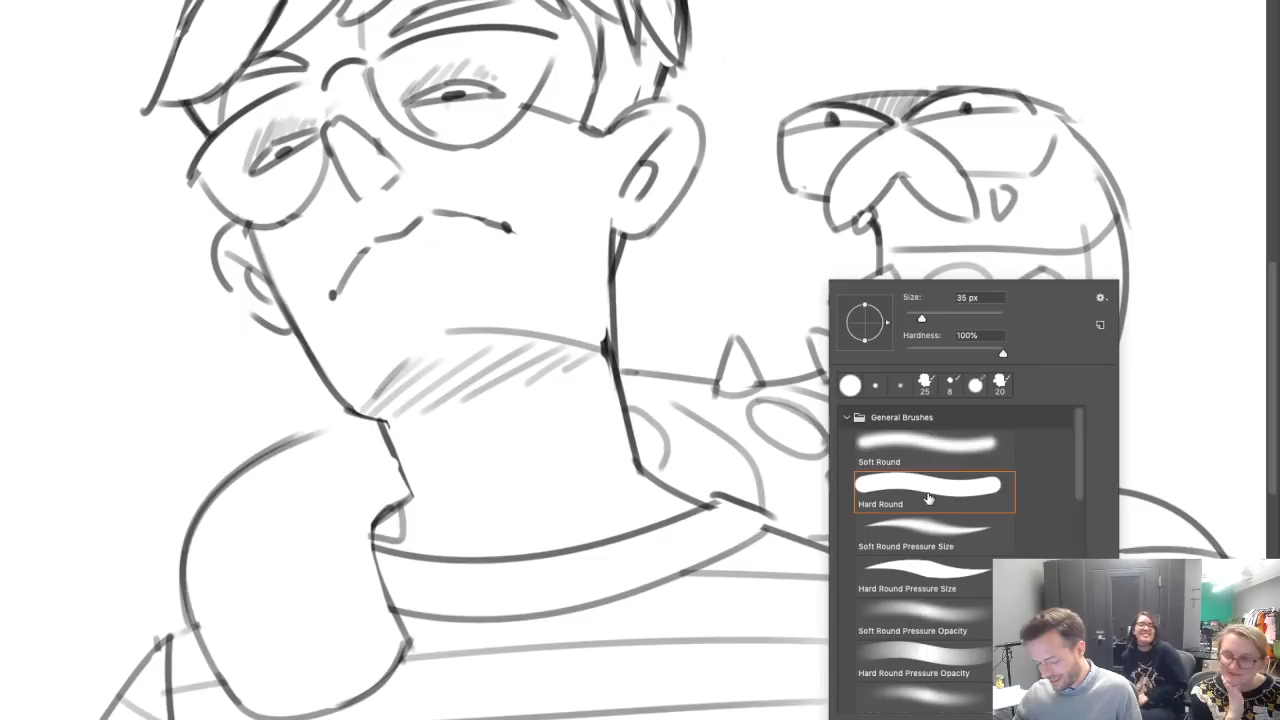 Size: 35 px
Hardness: 100%
25 8 20
General Brushes
Soft Round
Hard Round
Soft Round Pressure Size
Hard Round Pressure Size
Soft Round Pressure Opacity
Hard Round Pressure Opacity